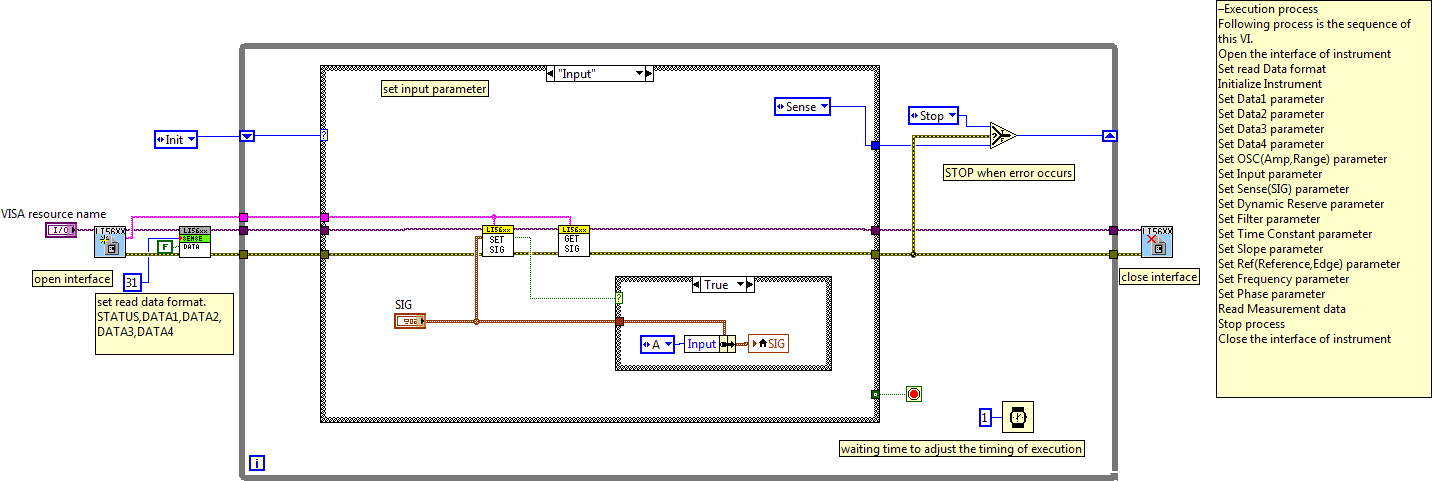 "Input"
set input parameter
Sense
Stop
Init
STOP when error occurs
VISA resource name
I/O
LI56XX
LI56xx
SENSE
DATA
F
31
open interface
set read data format.
STATUS,DATA1,DATA2,
DATA3,DATA4
LI56xx
SET
SIG
LI56xx
GET
SIG
SIG
True
A
Input
SIG
LI56XX
close interface
1
waiting time to adjust the timing of execution
i
–Execution process
Following process is the sequence of
this VI.
Open the interface of instrument
Set read Data format
Initialize Instrument
Set Data1 parameter
Set Data2 parameter
Set Data3 parameter
Set Data4 parameter
Set OSC(Amp,Range) parameter
Set Input parameter
Set Sense(SIG) parameter
Set Dynamic Reserve parameter
Set Filter parameter
Set Time Constant parameter
Set Slope parameter
Set Ref(Reference,Edge) parameter
Set Frequency parameter
Set Phase parameter
Read Measurement data
Stop process
Close the interface of instrument